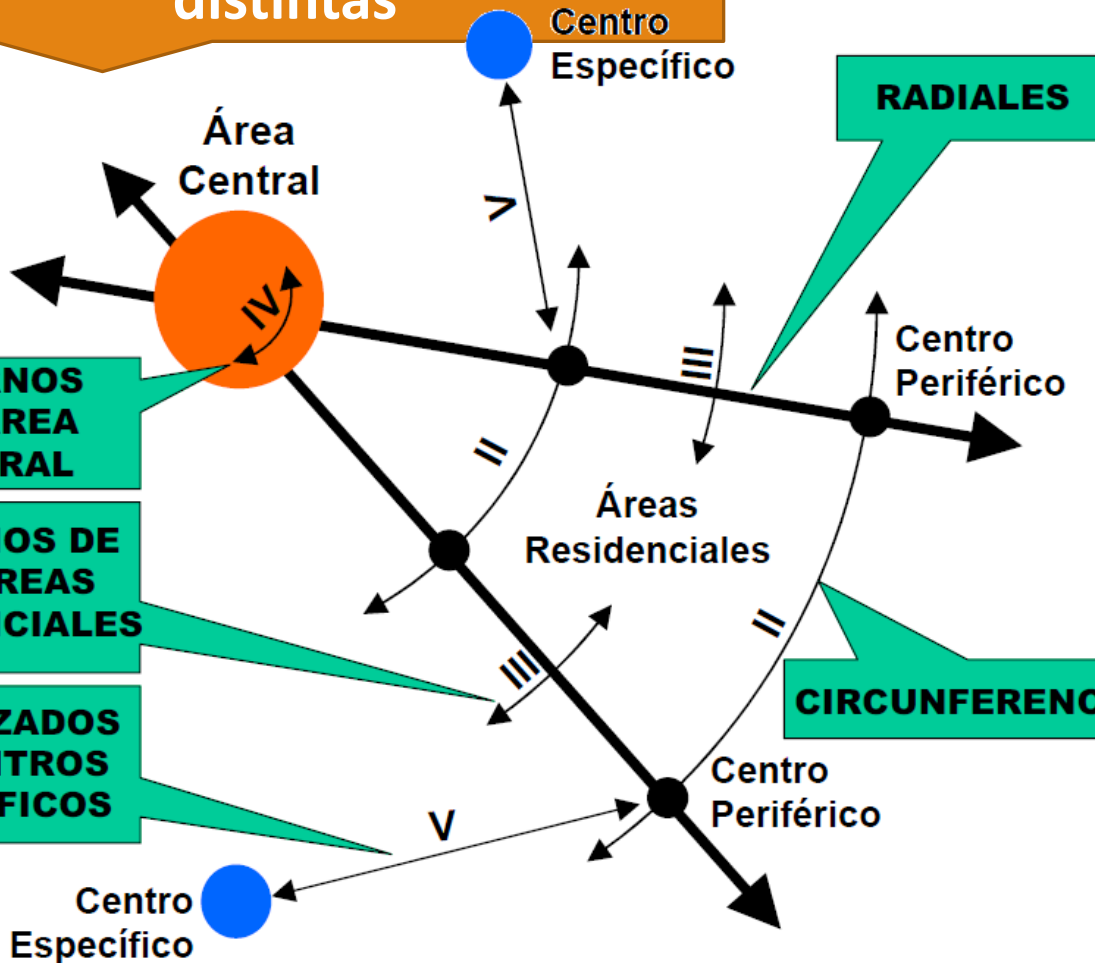 distintas
Centro
Específico
RADIALES
Área
Central
V
IV
III
Centro
Periférico
II
Áreas
Residenciales
II
III
CIRCUNFERENC
Centro
Periférico
V
Centro
Específico
ANOS
REA
RAL
OS DE
REAS
CIALES
ZADOS
TROS
FICOS